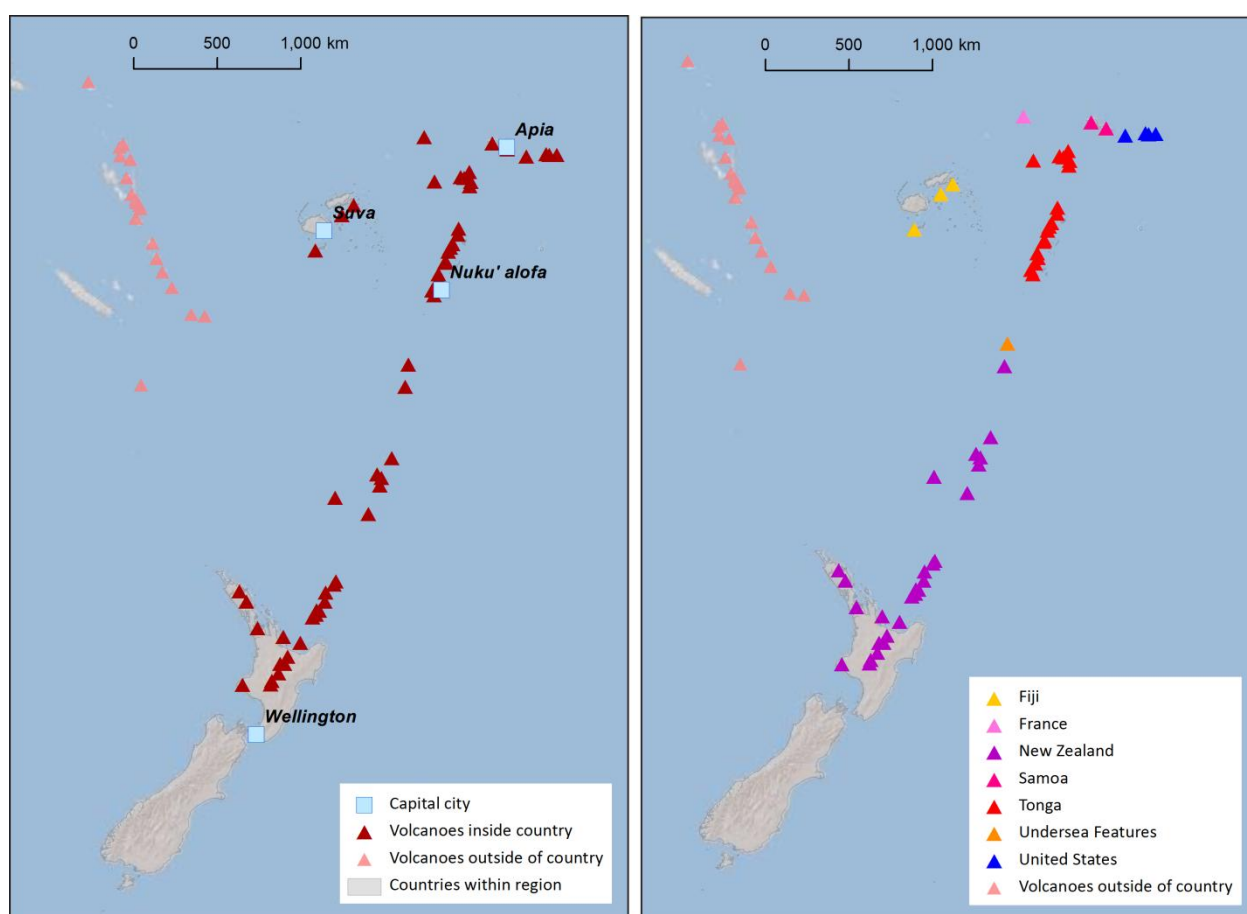 0 500 1,000 km
Apia
Suva
Nuku' alofa
Wellington
Capital city
Volcanoes inside country
Volcanoes outside of country
Countries within region
0 500 1,000 km
Fiji
France
New Zealand
Samoa
Tonga
Undersea Features
United States
Volcanoes outside of country